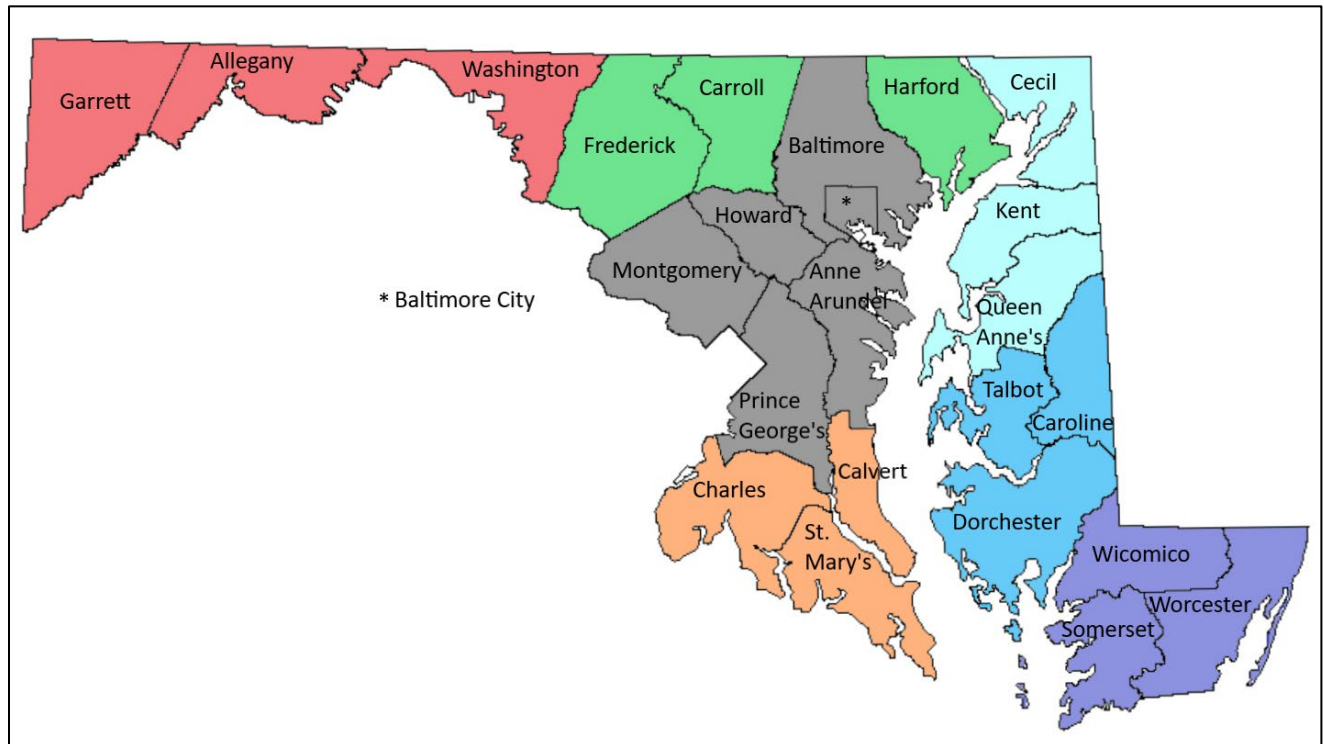 Garrett
Allegany
Washington
Frederick
Carroll
Baltimore
Harford
Cecil
*
Kent
Howard
Montgomery
Anne
Arundel
Queen
Anne's
* Baltimore City
Talbot
Caroline
Prince
George's
Calvert
Charles
Dorchester
St.
Mary's
Wicomico
Worcester
Somerset